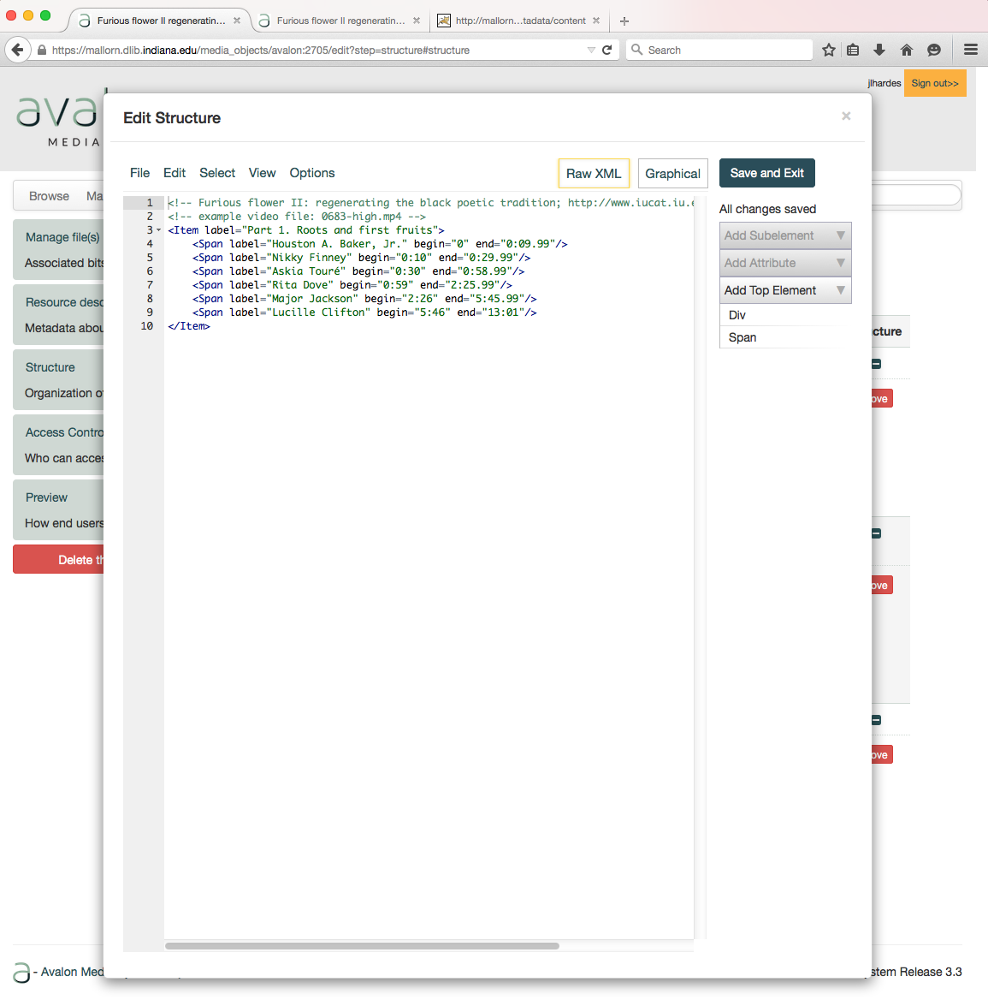 Furious flower II regeneratin...
Furious flower II regeneratin...
http://mallorn...tadata/content
https://mallorn.dlib.indiana.edu/media_objects/avalon:2705/edit?step=structure#structure
Search
jlhardes
Sign out>>
aval
MEDIA
Edit Structure
File Edit Select View Options
Raw XML
Graphical
Save and Exit
Browse
Ma
All changes saved
Add Subelement
Add Attribute
Add Top Element
Div
Span
1 <!-- Furious flower II: regenerating the black poetic tradition; http://www.iucat.iu.e
2 <!-- example video file: 0683-high.mp4 -->
3 <Item label="Part 1. Roots and first fruits">
4 <Span label="Houston A. Baker, Jr." begin="0" end="0:09.99"/>
5 <Span label="Nikky Finney" begin="0:10" end="0:29.99"/>
6 <Span label="Askia Touré" begin="0:30" end="0:58.99"/>
7 <Span label="Rita Dove" begin="0:59" end="2:25.99"/>
8 <Span label="Major Jackson" begin="2:26" end="5:45.99"/>
9 <Span label="Lucille Clifton" begin="5:46" end="13:01"/>
10 </Item>
Manage file(s)
Associated bits
Resource desc
Metadata abou
Structure
Organization o
Access Contro
Who can acces
Preview
How end users
Delete th
cture
ove
ove
ove
- Avalon Med
stem Release 3.3